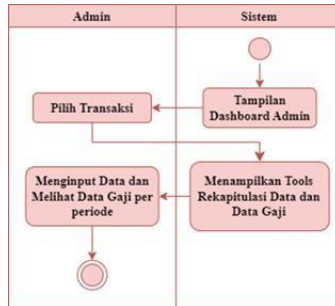 Admin
Sistem
Tampilan
Dashboard Admin
Pilih Transaksi
Menampilkan Tools
Rekapitulasi Data dan
Data Gaji
Menginput Data dan
Melihat Data Gaji per
periode